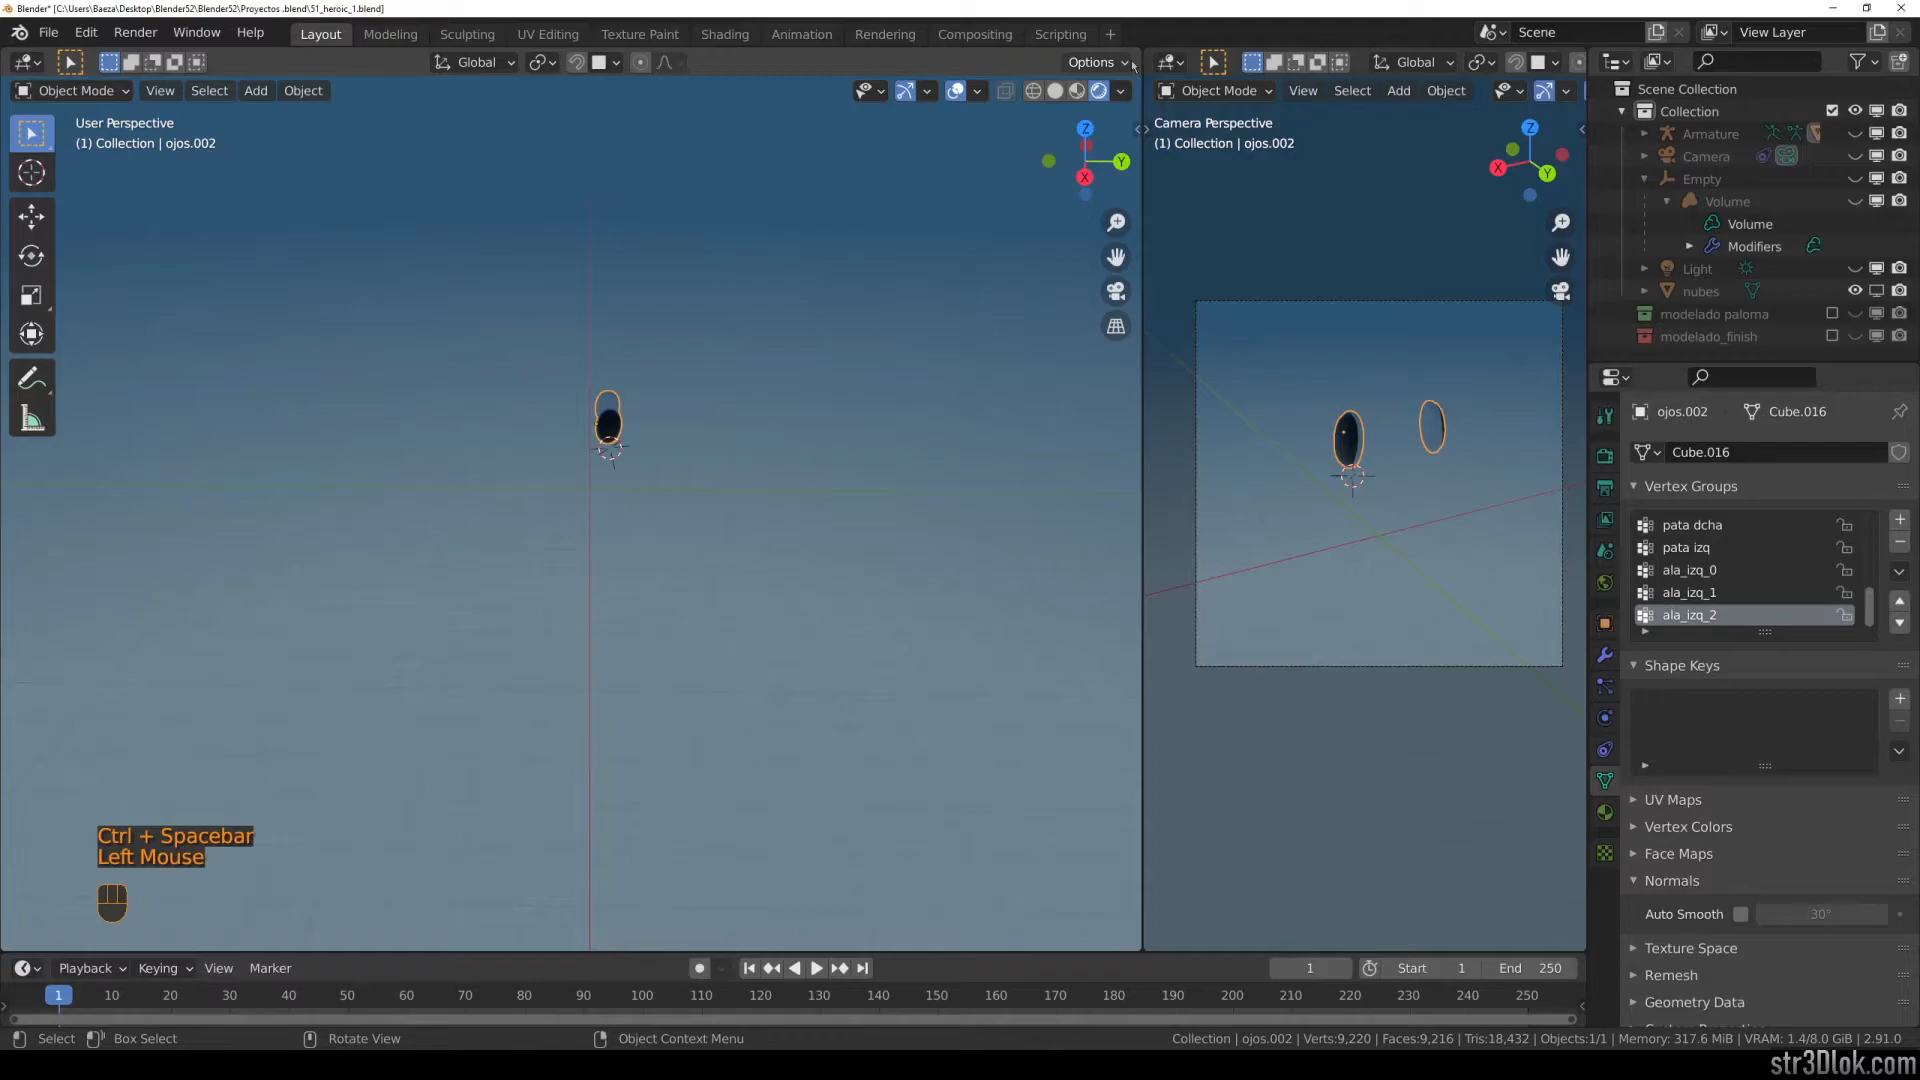 Blender* [C:\Users\Baeza\Desktop\Blender52\Blender52\Proyectos .blend\51_heroic_1.blend]
File Edit Render Window Help
Layout Modeling Sculpting UV Editing Texture Paint Shading Animation Rendering Compositing Scripting +
Scene
View Layer
Global
Options
Global
Object Mode View Select Add Object
Object Mode View Select Add Object
User Perspective
(1) Collection | ojos.002
Z
Y
X
Camera Perspective
(1) Collection | ojos.002
Z
X
Y
Scene Collection
Collection
Armature
Camera
Empty
Volume
Volume
Modifiers
Light
nubes
modelado paloma
modelado_finish
ojos.002 Cube.016
Cube.016
Vertex Groups
pata dcha
pata izq
ala_izq_0
ala_izq_1
ala_izq_2
Shape Keys
UV Maps
Vertex Colors
Face Maps
Normals
Auto Smooth 30°
Texture Space
Remesh
Geometry Data
Ctrl + Spacebar
Left Mouse
Playback Keying View Marker
1 Start 1 End 250
1 10 20 30 40 50 60 70 80 90 100 110 120 130 140 150 160 170 180 190 200 210 220 230 240 250
Select Box Select Rotate View Object Context Menu
Collection | ojos.002 | Verts:9,220 | Faces:9,216 | Tris:18,432 | Objects:1/1 | Memory: 317.6 MiB | VRAM: 1.4/8.0 GiB | 2.91.0
str3Dlok.com